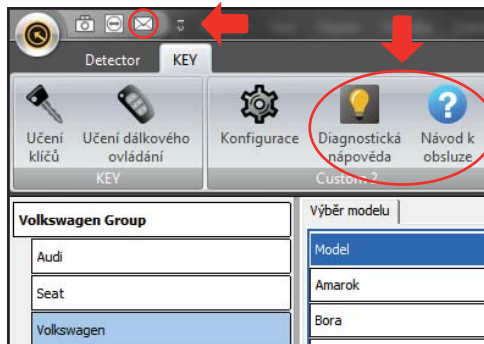 Detector KEY
Učení klíčů
Učení dálkového ovládání
Konfigurace
Diagnostická nápověda
Návod k obsluze
KEY
Custom 2
Volkswagen Group
Audi
Seat
Volkswagen
Výběr modelu
Model
Amarok
Bora